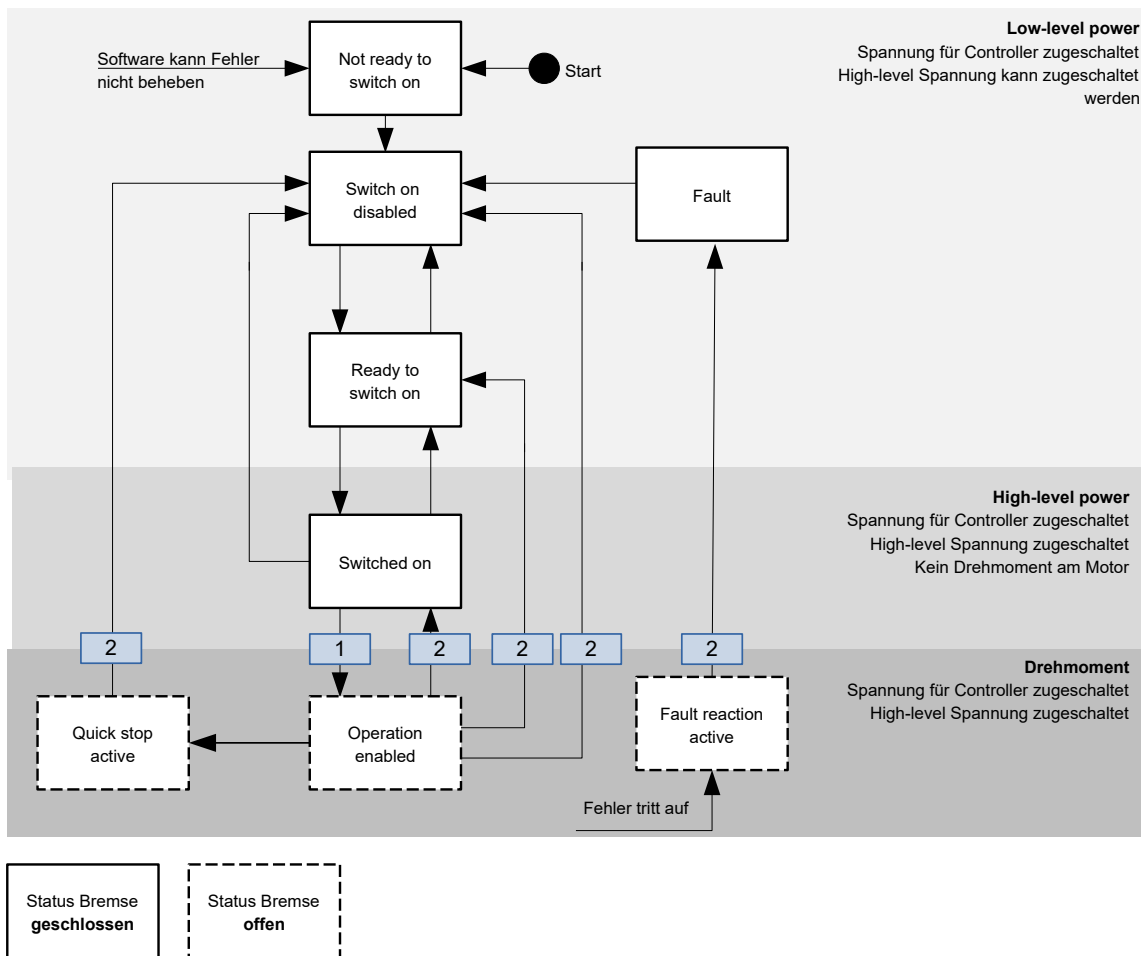 Low-level power
Spannung für Controller zugeschaltet
High-level Spannung kann zugeschaltet
werden
Software kann Fehler
nicht beheben
Not ready to
switch on
Start
Switch on
disabled
Fault
Ready to
switch on
High-level power
Spannung für Controller zugeschaltet
High-level Spannung zugeschaltet
Kein Drehmoment am Motor
Switched on
2
1
2
2
2
2
Drehmoment
Spannung für Controller zugeschaltet
High-level Spannung zugeschaltet
Quick stop
active
Operation
enabled
Fault reaction
active
Fehler tritt auf
Status Bremse
geschlossen
Status Bremse
offen